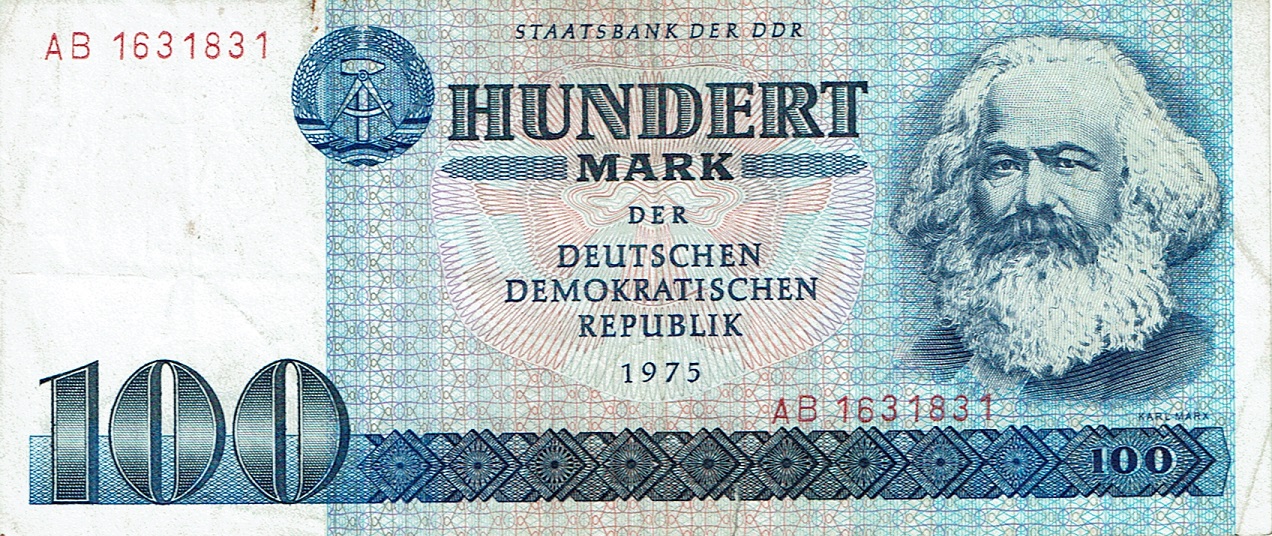 AB 1631831
STAATSBANK DER DDR
HUNDERT
MARK
DER
DEUTSCHEN
DEMOKRATISCHEN
REPUBLIK
1975
AB 1631831
KARL MARX
100
100